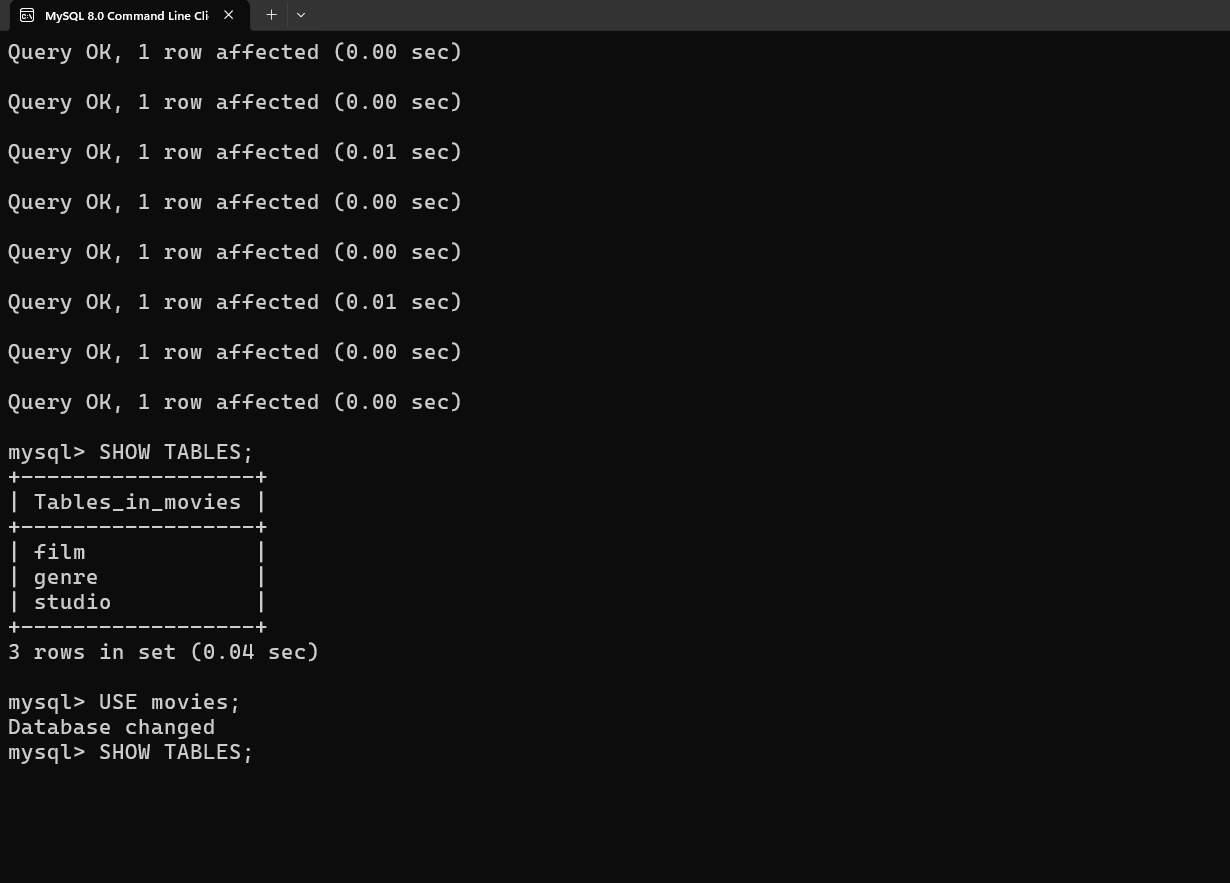 MySQL 8.0 Command Line Cli
Query OK, 1 row affected (0.00 sec)
Query OK, 1 row affected (0.00 sec)
Query OK, 1 row affected (0.01 sec)
Query OK, 1 row affected (0.00 sec)
Query OK, 1 row affected (0.00 sec)
Query OK, 1 row affected (0.01 sec)
Query OK, 1 row affected (0.00 sec)
Query OK, 1 row affected (0.00 sec)
mysql> SHOW TABLES;
+------------------+
| Tables_in_movies |
+------------------+
| film             |
| genre            |
| studio           |
+------------------+
3 rows in set (0.04 sec)
mysql> USE movies;
Database changed
mysql> SHOW TABLES;